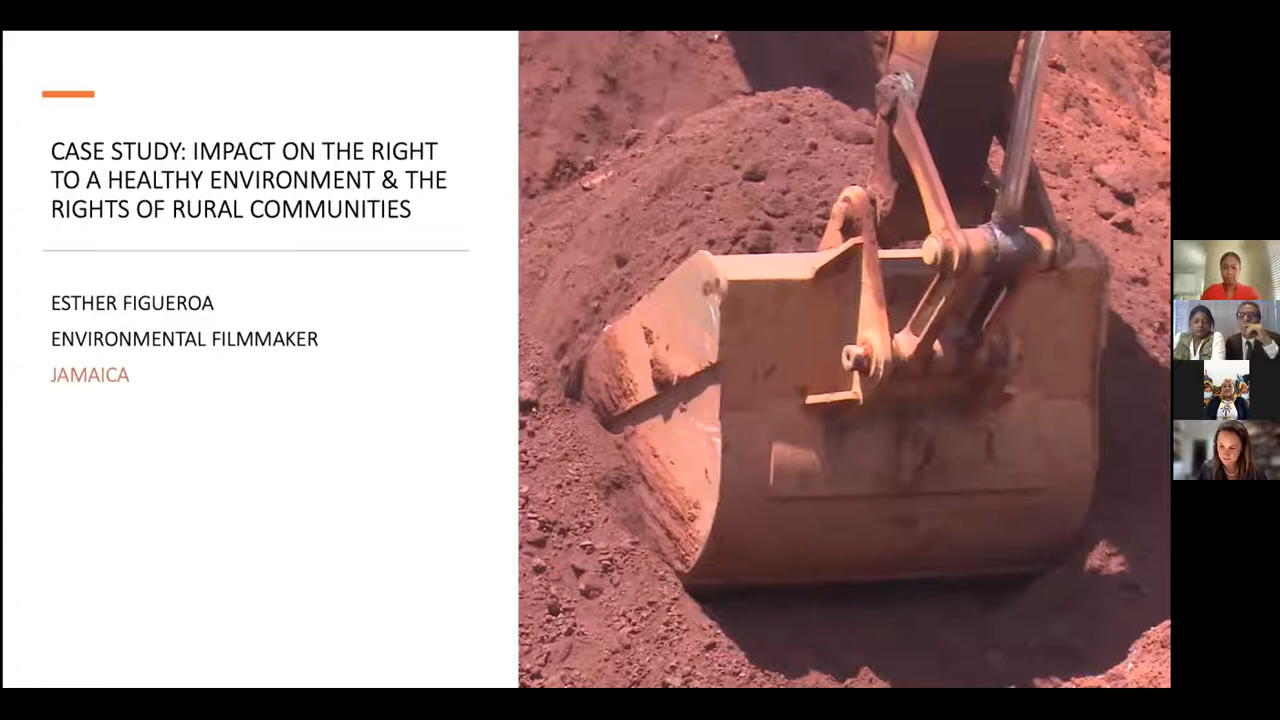 CASE STUDY: IMPACT ON THE RIGHT
TO A HEALTHY ENVIRONMENT & THE
RIGHTS OF RURAL COMMUNITIES
ESTHER FIGUEROA
ENVIRONMENTAL FILMMAKER
JAMAICA